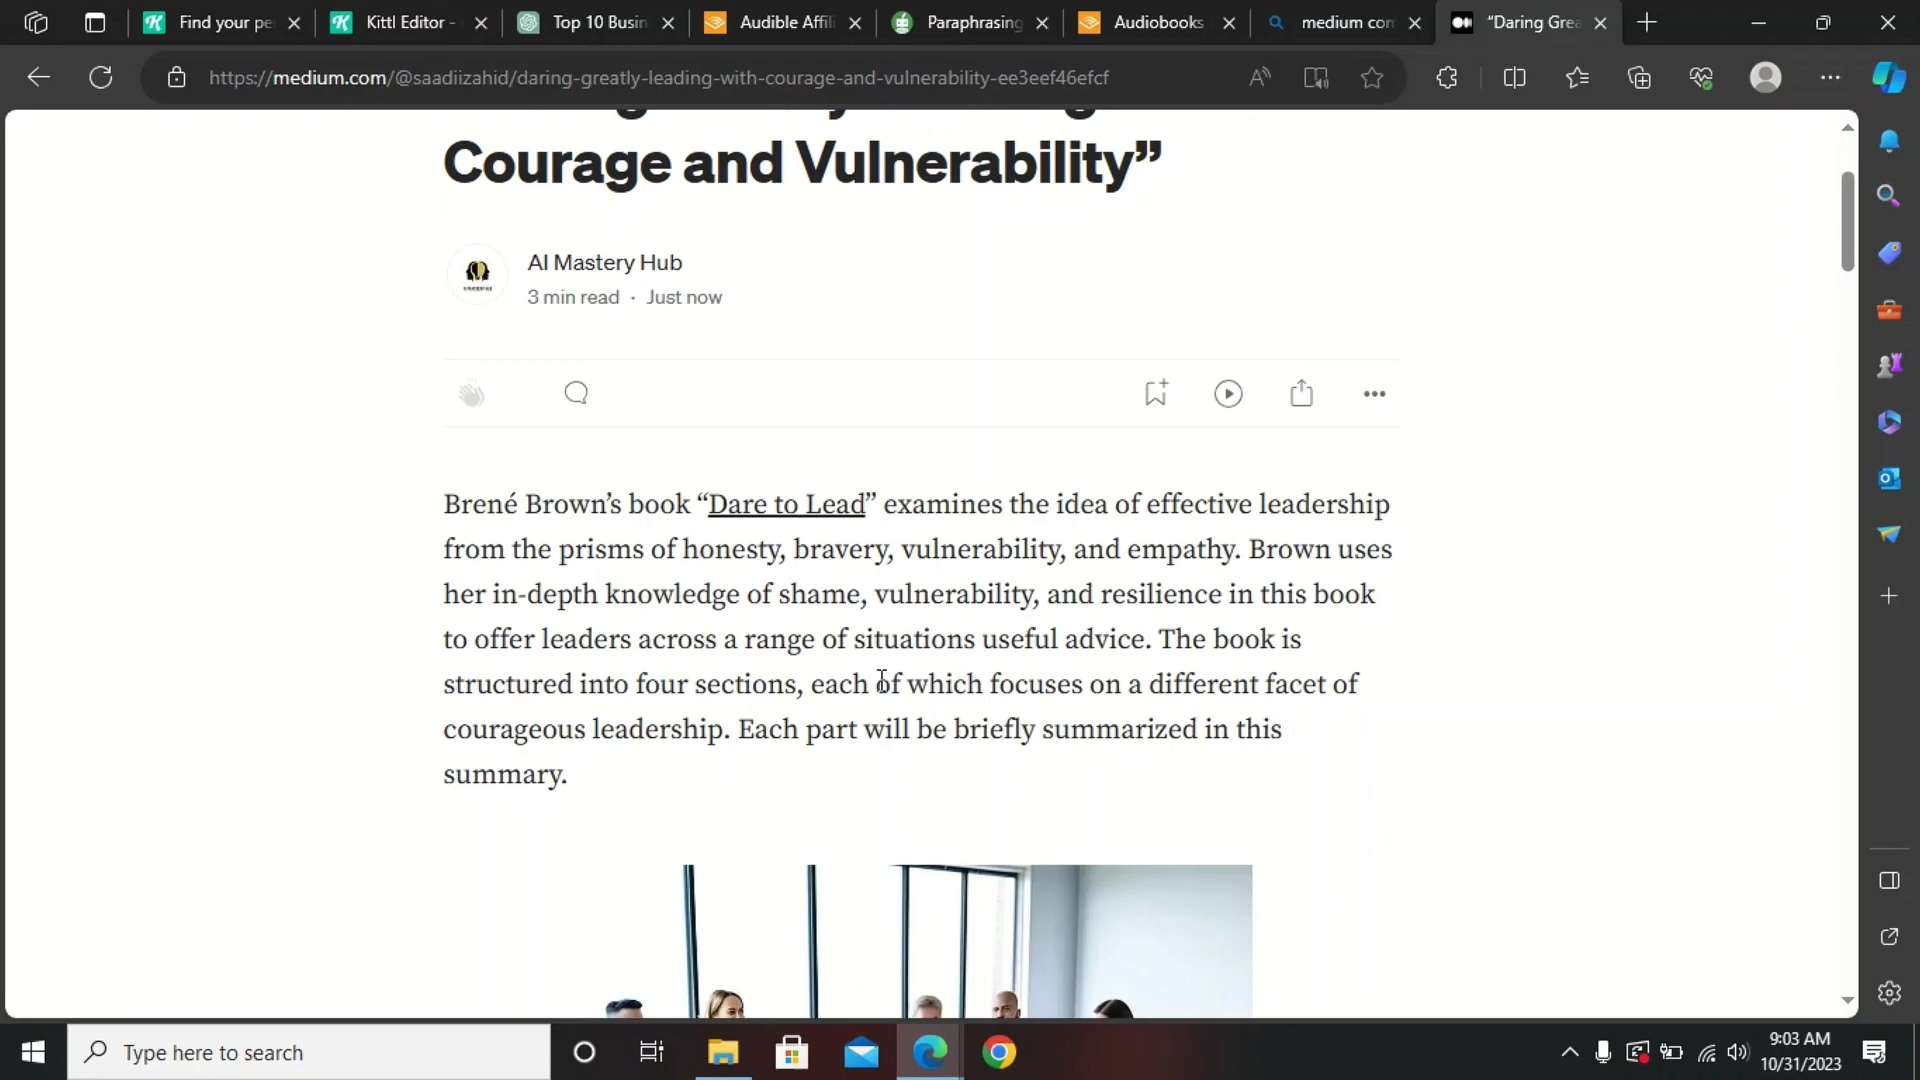 Find your pe
Kittl Editor -
Top 10 Busin
Audible Affili
Paraphrasing
Audiobooks
medium com
“Daring Grea
https://medium.com/@saadiizahid/daring-greatly-leading-with-courage-and-vulnerability-ee3eef46efcf
Courage and Vulnerability”
AI Mastery Hub
3 min read · Just now
Brené Brown’s book “Dare to Lead” examines the idea of effective leadership
from the prisms of honesty, bravery, vulnerability, and empathy. Brown uses
her in-depth knowledge of shame, vulnerability, and resilience in this book
to offer leaders across a range of situations useful advice. The book is
structured into four sections, each of which focuses on a different facet of
courageous leadership. Each part will be briefly summarized in this
summary.
Type here to search
9:03 AM
10/31/2023